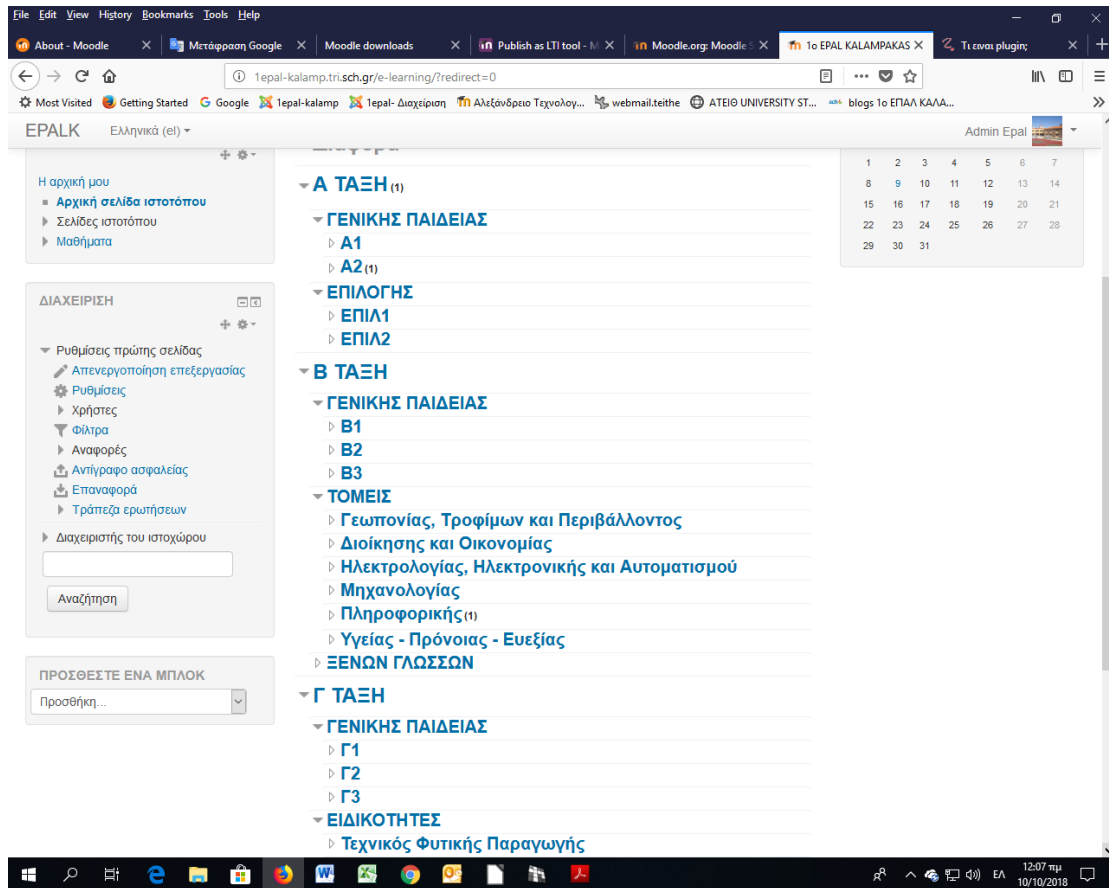 File Edit View History Bookmarks Tools Help
About - Moodle
Μετάφραση Google
Moodle downloads
Publish as LTI tool - M
Moodle.org: Moodle S
1ο EPAL KALAMPAKAS
Τι ειναι plugin;
1epal-kalamp.tri.sch.gr/e-learning/?redirect=0
Most Visited Getting Started Google 1epal-kalamp 1epal- Διαχείριση Αλεξάνδρειο Τεχνολογ... webmail.teithe ΑΤΕΙΘ UNIVERSITY ST... blogs 1ο ΕΠΑΛ ΚΑΛΑ...
EPALK Ελληνικά (el) Admin Epal
Η αρχική μου
Αρχική σελίδα ιστοτόπου
Σελίδες ιστοτόπου
Μαθήματα
ΔΙΑΧΕΙΡΙΣΗ
Ρυθμίσεις πρώτης σελίδας
Απενεργοποίηση επεξεργασίας
Ρυθμίσεις
Χρήστες
Φίλτρα
Αναφορές
Αντίγραφο ασφαλείας
Επαναφορά
Τράπεζα ερωτήσεων
Διαχειριστής του ιστοχώρου
Αναζήτηση
ΠΡΟΣΘΕΣΤΕ ΕΝΑ ΜΠΛΟΚ
Προσθήκη...
Διάφορα
Α ΤΑΞΗ (1)
ΓΕΝΙΚΗΣ ΠΑΙΔΕΙΑΣ
Α1
Α2 (1)
ΕΠΙΛΟΓΗΣ
ΕΠΙΛ1
ΕΠΙΛ2
Β ΤΑΞΗ
ΓΕΝΙΚΗΣ ΠΑΙΔΕΙΑΣ
Β1
Β2
Β3
ΤΟΜΕΙΣ
Γεωπονίας, Τροφίμων και Περιβάλλοντος
Διοίκησης και Οικονομίας
Ηλεκτρολογίας, Ηλεκτρονικής και Αυτοματισμού
Μηχανολογίας
Πληροφορικής (1)
Υγείας - Πρόνοιας - Ευεξίας
ΞΕΝΩΝ ΓΛΩΣΣΩΝ
Γ ΤΑΞΗ
ΓΕΝΙΚΗΣ ΠΑΙΔΕΙΑΣ
Γ1
Γ2
Γ3
ΕΙΔΙΚΟΤΗΤΕΣ
Τεχνικός Φυτικής Παραγωγής
1 2 3 4 5 6 7
8 9 10 11 12 13 14
15 16 17 18 19 20 21
22 23 24 25 26 27 28
29 30 31
ΕΛ
12:07 πμ
10/10/2018